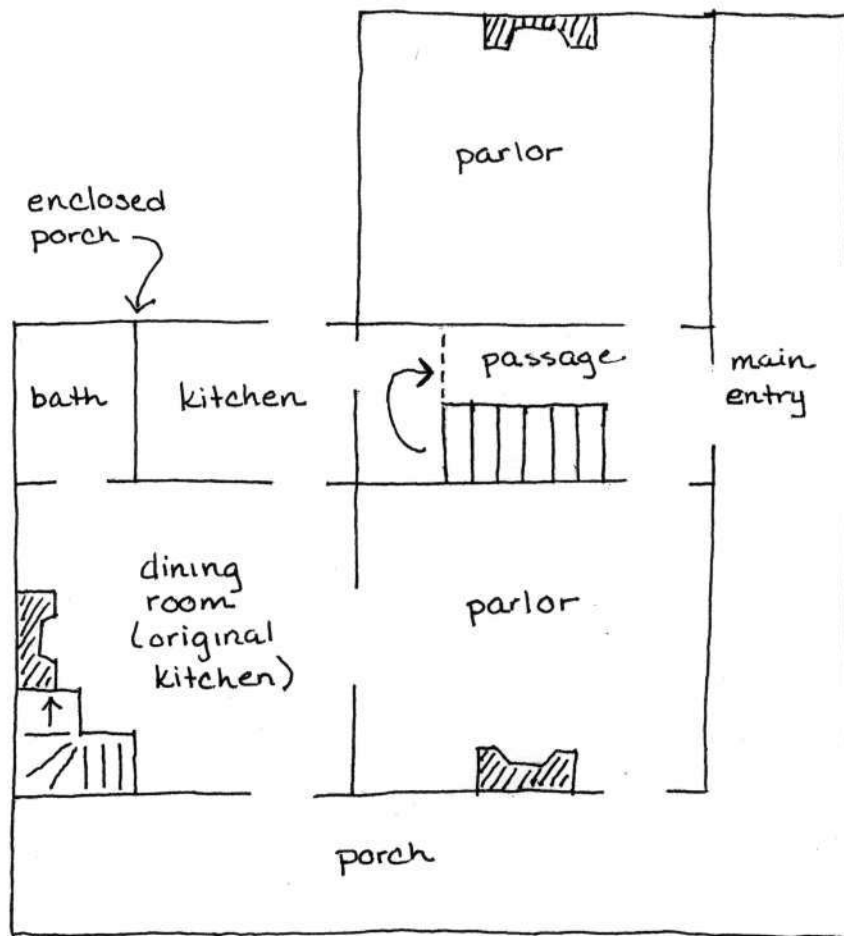 parlor
enclosed
porch
bath
kitchen
passage
main
entry
dining
room
(original
kitchen)
parlor
porch